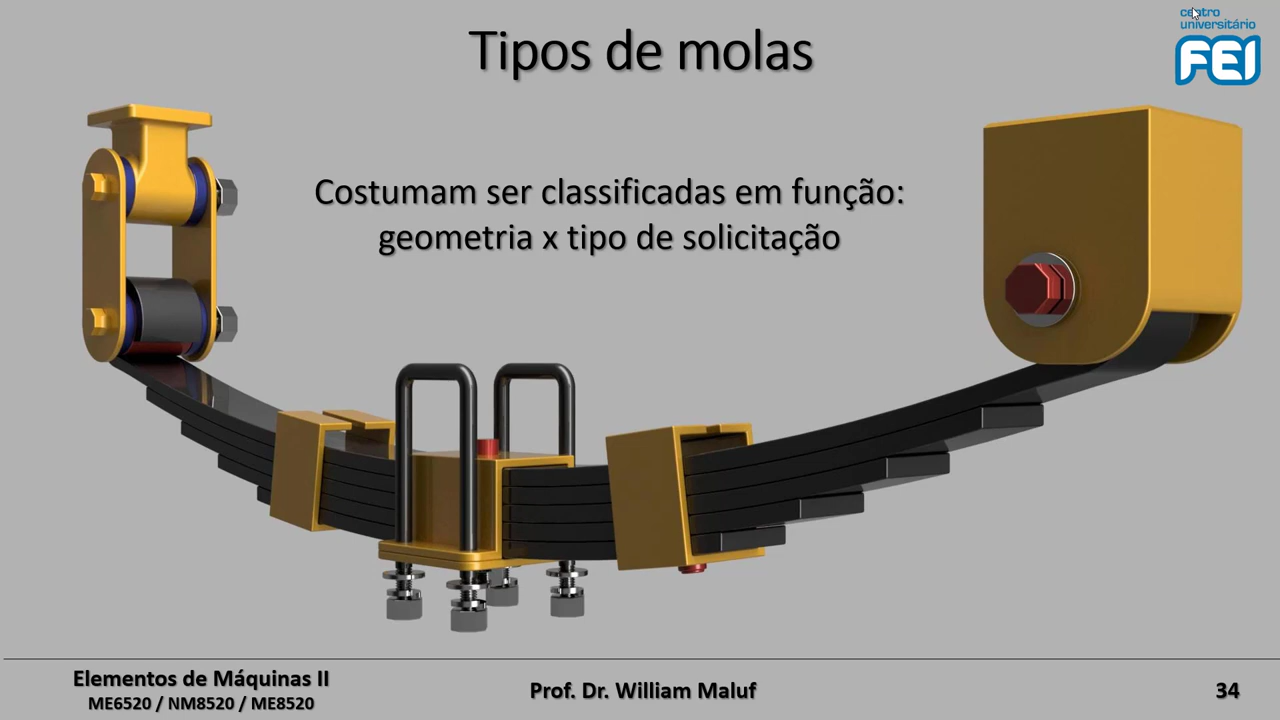 centro
universitário
FEI
Tipos de molas
Costumam ser classificadas em função:
geometria x tipo de solicitação
Elementos de Máquinas II
ME6520 / NM8520 / ME8520
Prof. Dr. William Maluf
34